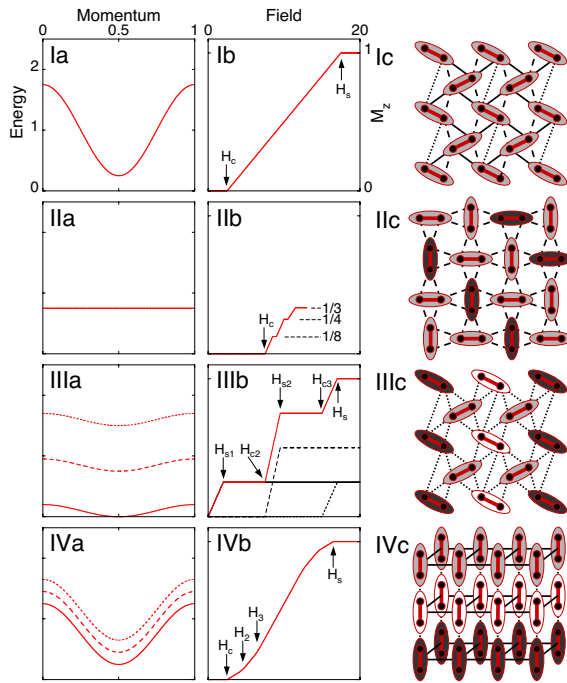 Momentum
Field
0 0.5 1
0 20
Energy
2
1
0
Ia
Ib
H_c
H_s
1
M_z
0
Ic
IIa
IIb
H_c
1/3
1/4
1/8
IIc
IIIa
IIIb
H_s1
H_c2
H_s2
H_c3
H_s
IIIc
IVa
IVb
H_c
H_2
H_3
H_s
IVc